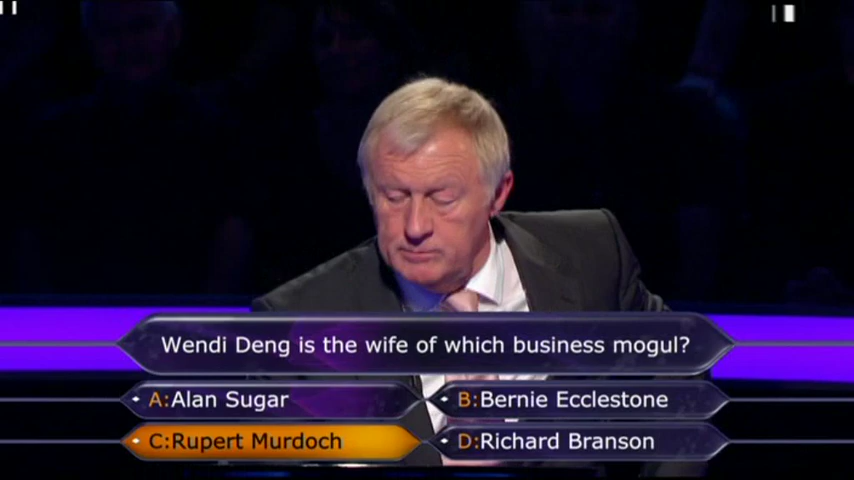 Wendi Deng is the wife of which business mogul?
A:Alan Sugar
B:Bernie Ecclestone
C:Rupert Murdoch
D:Richard Branson